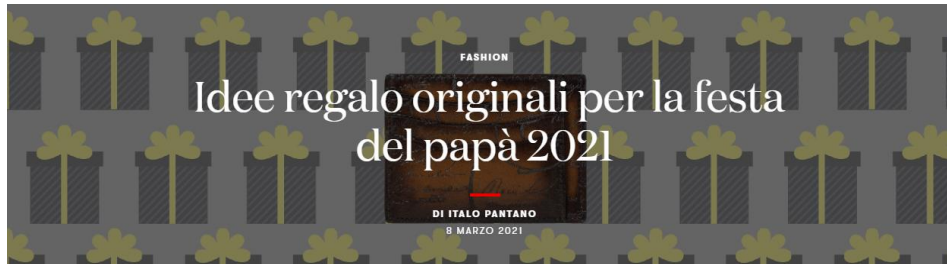 FASHION
Idee regalo originali per la festa
del papà 2021
DI ITALO PANTANO
8 MARZO 2021